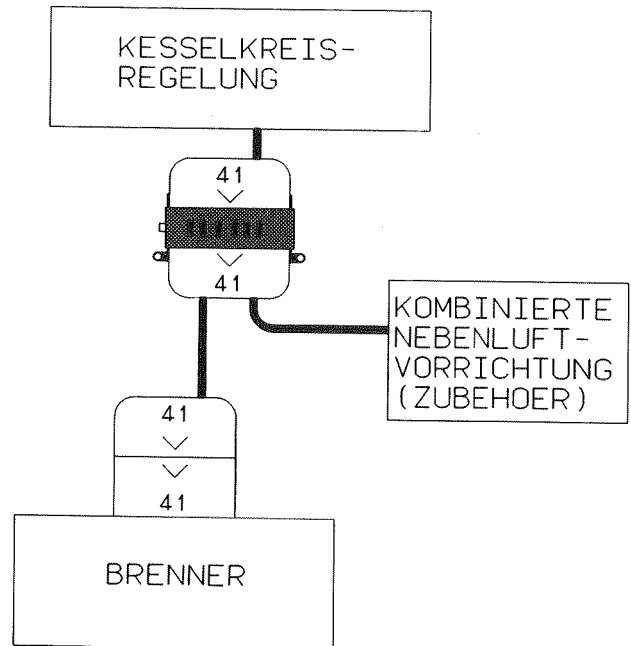 KESSELKREIS-
REGELUNG
41
41
KOMBINIERTE
NEBENLUFT-
VORRICHTUNG
(ZUBEHOER)
41
41
BRENNER